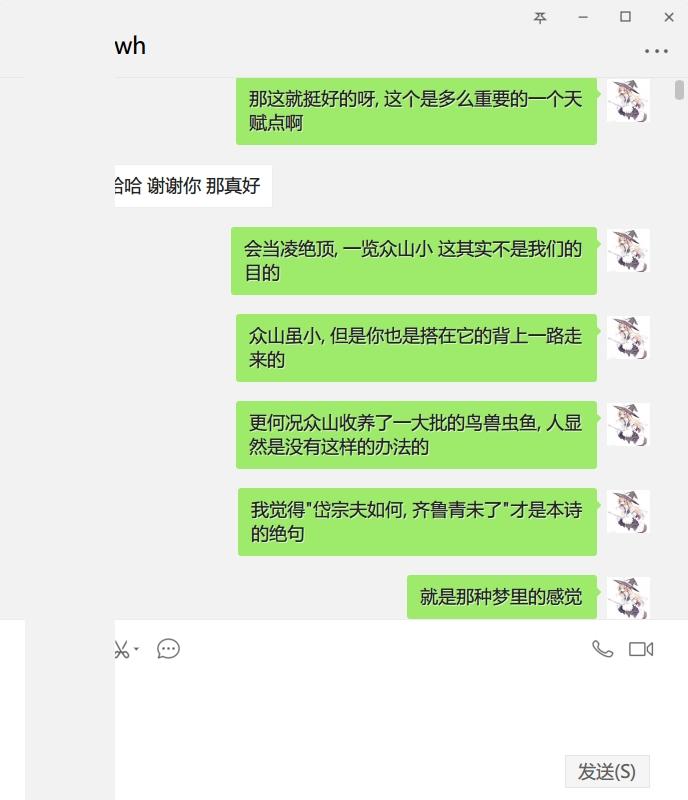 wh
那这就挺好的呀, 这个是多么重要的一个天
赋点啊
哈哈 谢谢你 那真好
会当凌绝顶, 一览众山小 这其实不是我们的
目的
众山虽小, 但是你也是搭在它的背上一路走
来的
更何况众山收养了一大批的鸟兽虫鱼, 人显
然是没有这样的办法的
我觉得"岱宗夫如何, 齐鲁青未了"才是本诗
的绝句
就是那种梦里的感觉
发送(S)